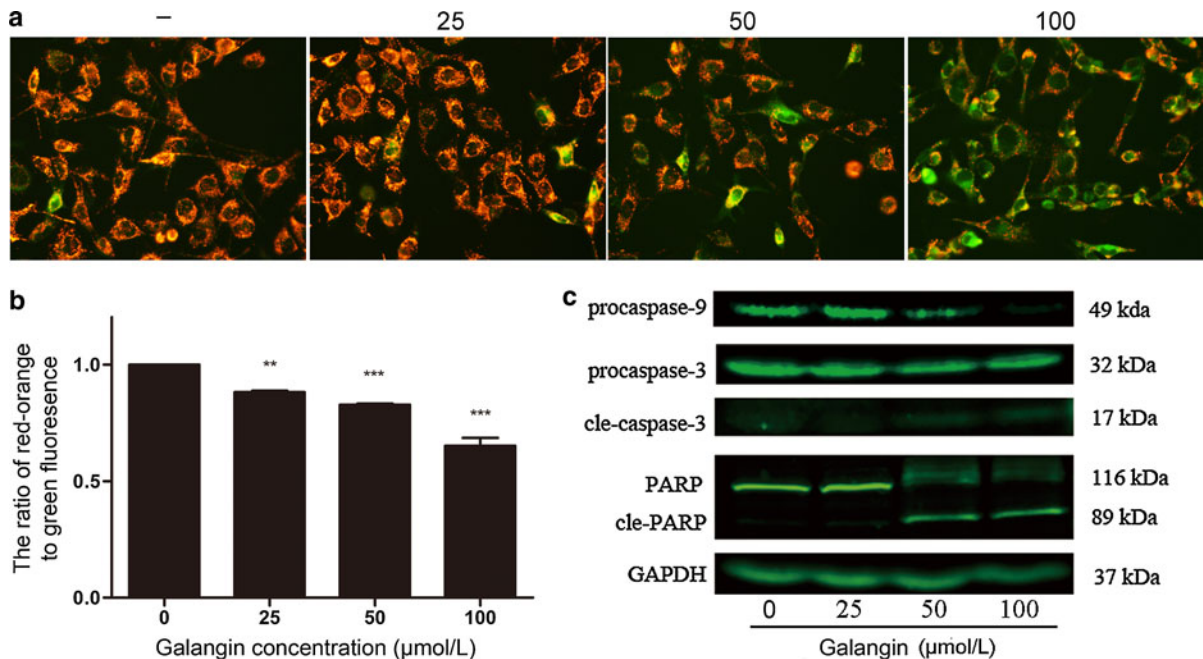 a
– 25 50 100
b
The ratio of red-orange
to green fluoresence
1.0
0.5
0.0
** *** ***
0 25 50 100
Galangin concentration (μmol/L)
c
procaspase-9 49 kda
procaspase-3 32 kDa
cle-caspase-3 17 kDa
PARP 116 kDa
cle-PARP 89 kDa
GAPDH 37 kDa
0 25 50 100
Galangin (μmol/L)